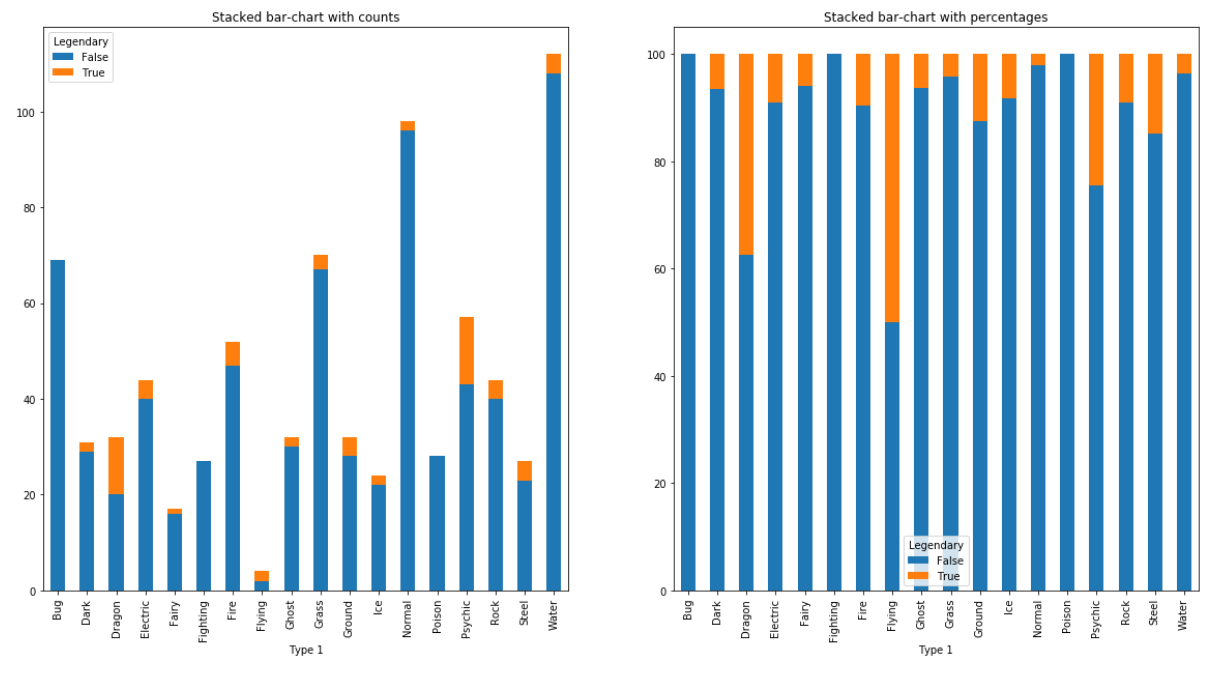 Stacked bar-chart with counts
Legendary
False
True
100
80
60
40
20
0
Bug
Dark
Dragon
Electric
Fairy
Fighting
Fire
Flying
Ghost
Grass
Ground
Ice
Normal
Poison
Psychic
Rock
Steel
Water
Type 1
Stacked bar-chart with percentages
100
80
60
40
20
0
Legendary
False
True
Bug
Dark
Dragon
Electric
Fairy
Fighting
Fire
Flying
Ghost
Grass
Ground
Ice
Normal
Poison
Psychic
Rock
Steel
Water
Type 1